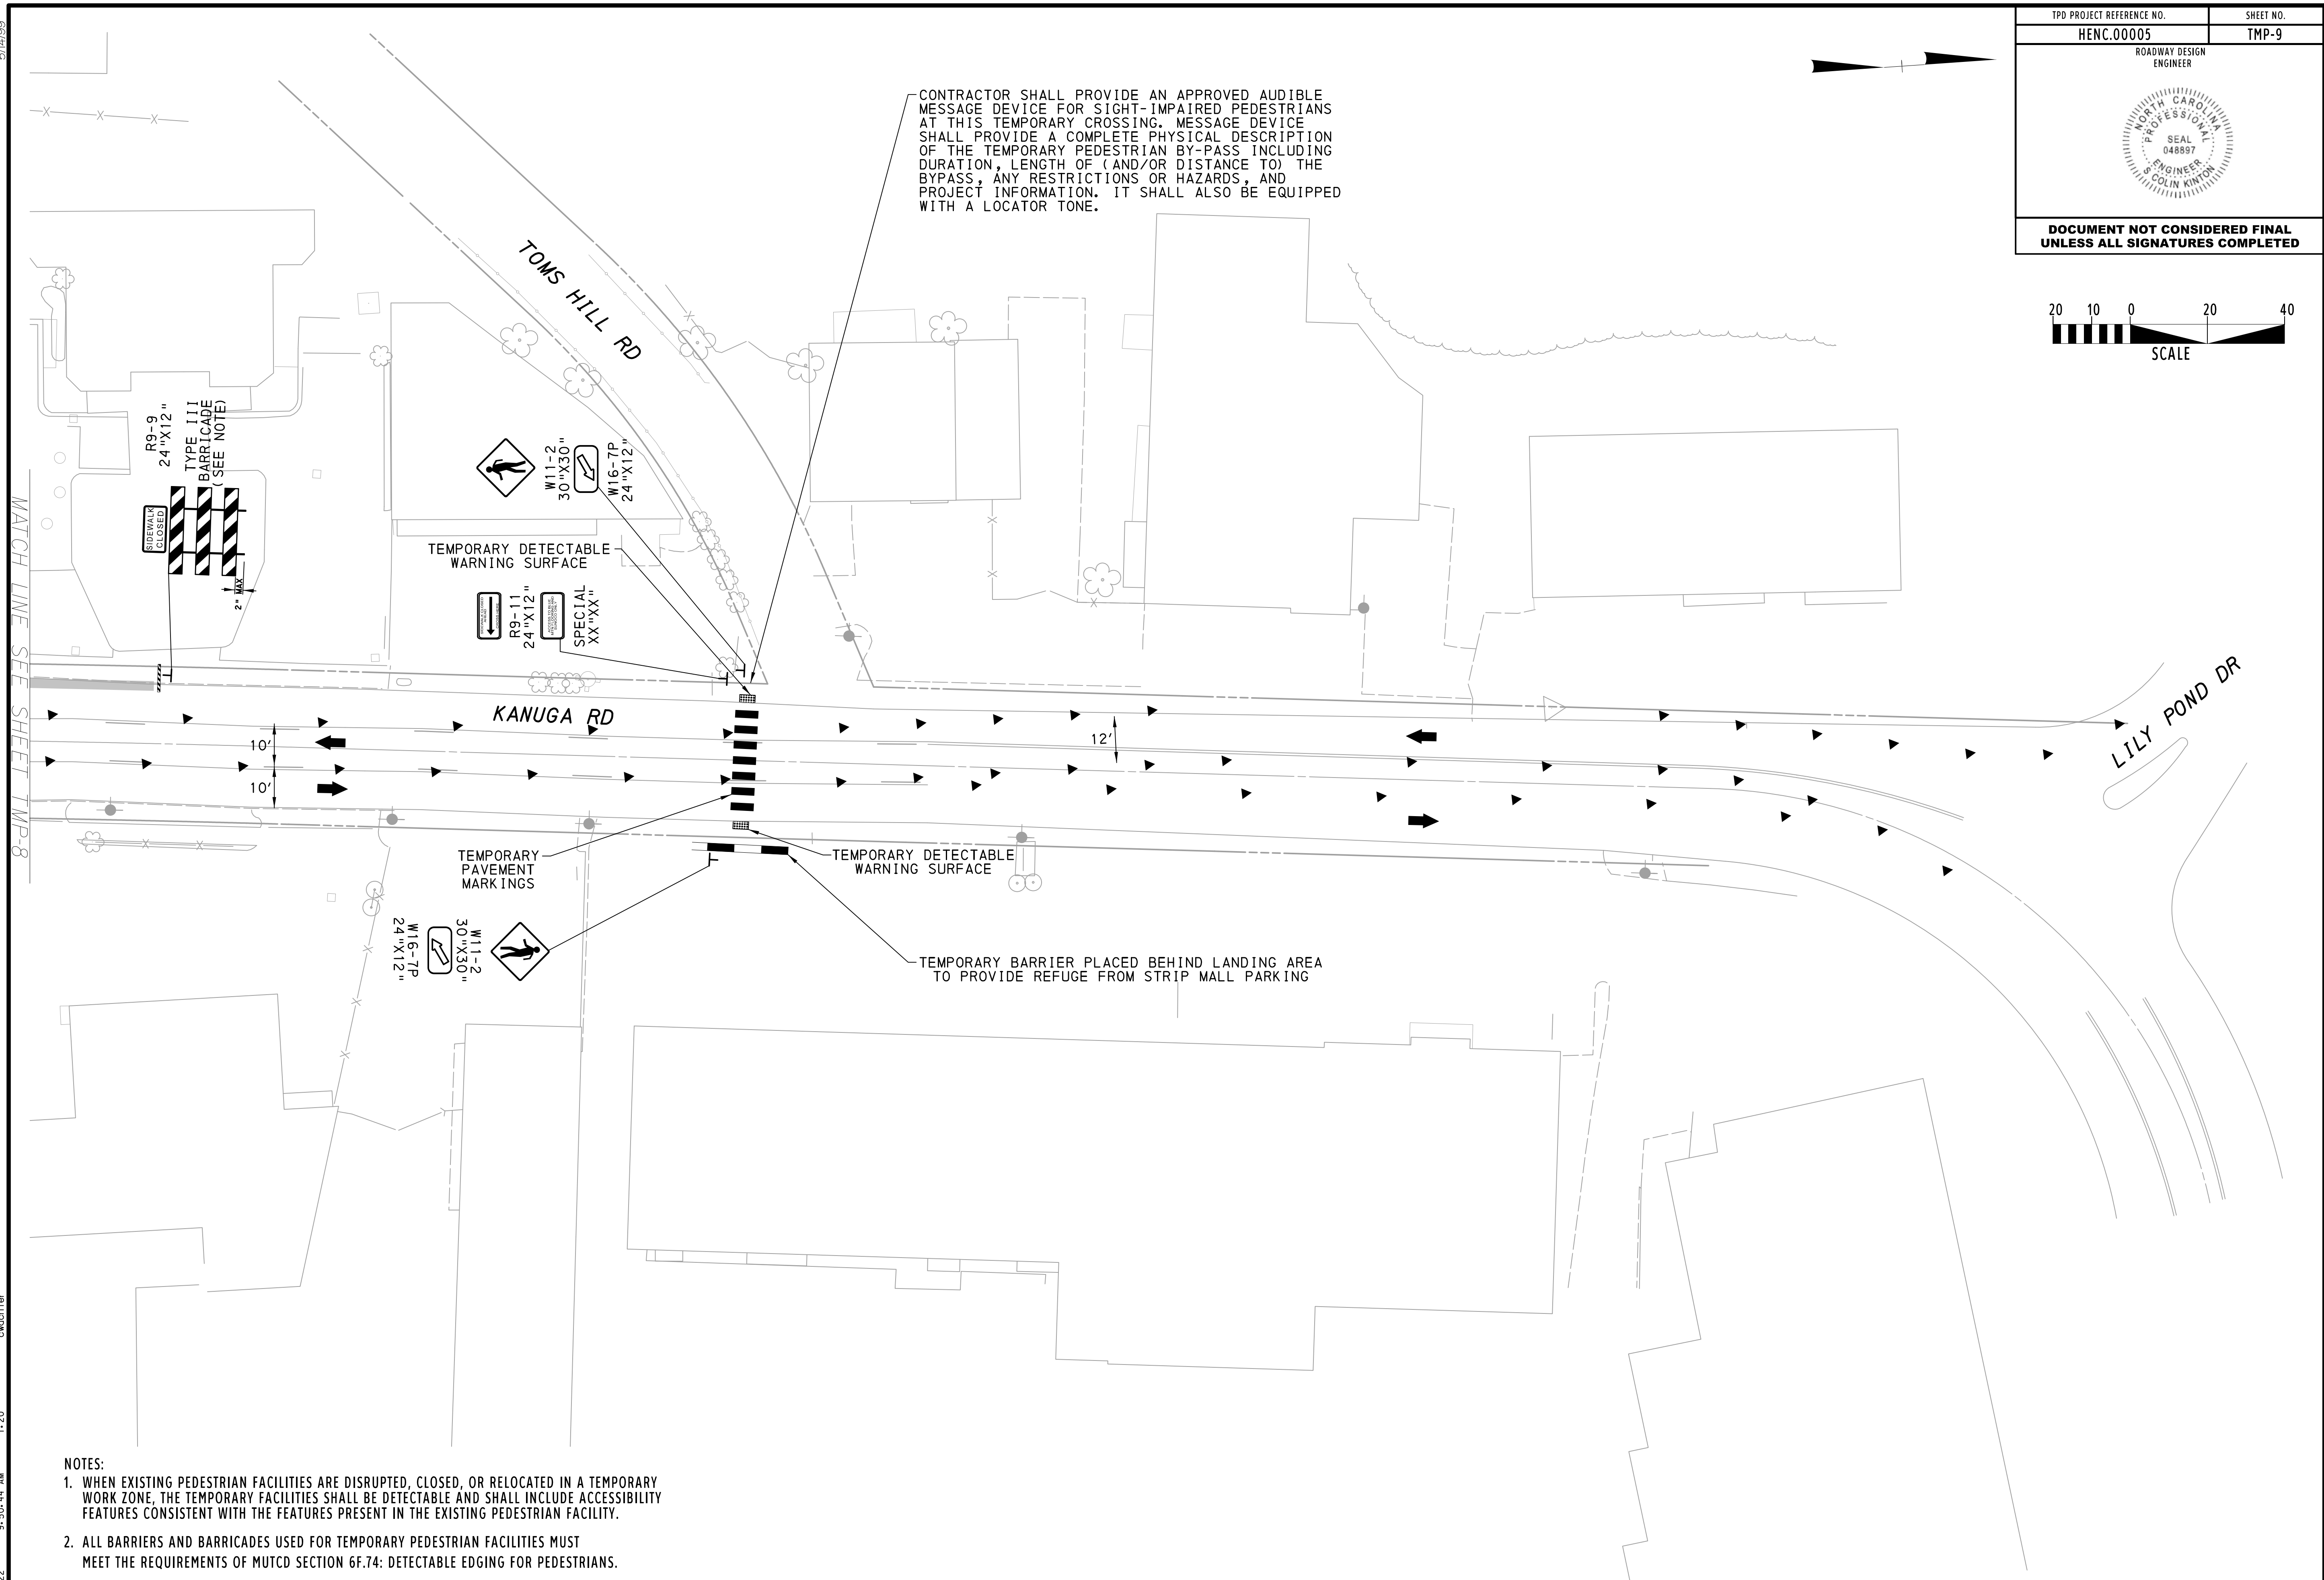 TPD PROJECT REFERENCE NO.
SHEET NO.
HENC.00005
TMP-9
ROADWAY DESIGN
ENGINEER
NORTH CAROLINA
PROFESSIONAL
SEAL
048897
ENGINEER
S COLIN KINTON
DOCUMENT NOT CONSIDERED FINAL
UNLESS ALL SIGNATURES COMPLETED
20 10 0 20 40
SCALE
5/14/99
CONTRACTOR SHALL PROVIDE AN APPROVED AUDIBLE
MESSAGE DEVICE FOR SIGHT-IMPAIRED PEDESTRIANS
AT THIS TEMPORARY CROSSING. MESSAGE DEVICE
SHALL PROVIDE A COMPLETE PHYSICAL DESCRIPTION
OF THE TEMPORARY PEDESTRIAN BY-PASS INCLUDING
DURATION, LENGTH OF (AND/OR DISTANCE TO) THE
BYPASS, ANY RESTRICTIONS OR HAZARDS, AND
PROJECT INFORMATION. IT SHALL ALSO BE EQUIPPED
WITH A LOCATOR TONE.
TOMS HILL RD
R9-9
24"X12"
TYPE III
BARRICADE
(SEE NOTE)
SIDEWALK
CLOSED
2" MAX
W11-2
30"X30"
W16-7P
24"X12"
TEMPORARY DETECTABLE
WARNING SURFACE
R9-11
24"X12"
SPECIAL
XX"XX"
MATCH LINE SEE SHEET TMP-8
KANUGA RD
10'
10'
12'
LILY POND DR
TEMPORARY
PAVEMENT
MARKINGS
TEMPORARY DETECTABLE
WARNING SURFACE
W11-2
30"X30"
W16-7P
24"X12"
TEMPORARY BARRIER PLACED BEHIND LANDING AREA
TO PROVIDE REFUGE FROM STRIP MALL PARKING
NOTES:
1. WHEN EXISTING PEDESTRIAN FACILITIES ARE DISRUPTED, CLOSED, OR RELOCATED IN A TEMPORARY
WORK ZONE, THE TEMPORARY FACILITIES SHALL BE DETECTABLE AND SHALL INCLUDE ACCESSIBILITY
FEATURES CONSISTENT WITH THE FEATURES PRESENT IN THE EXISTING PEDESTRIAN FACILITY.
2. ALL BARRIERS AND BARRICADES USED FOR TEMPORARY PEDESTRIAN FACILITIES MUST
MEET THE REQUIREMENTS OF MUTCD SECTION 6F.74: DETECTABLE EDGING FOR PEDESTRIANS.